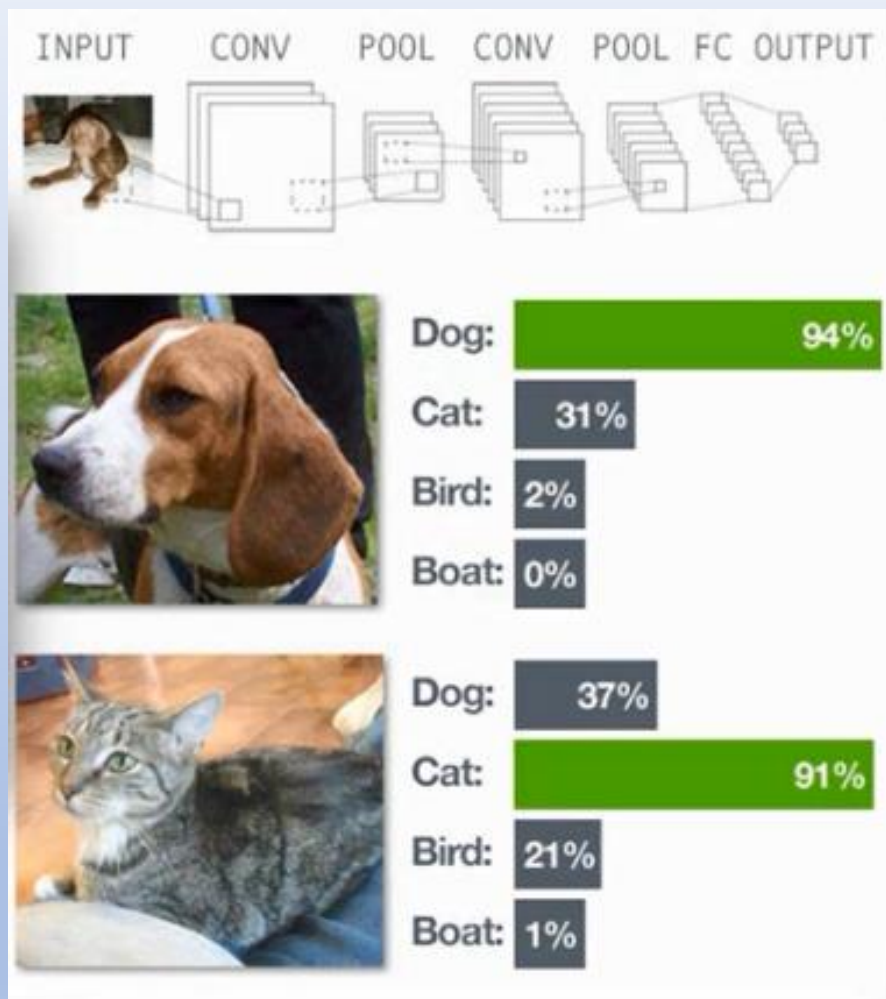 INPUT CONV POOL CONV POOL FC OUTPUT
Dog: 94%
Cat: 31%
Bird: 2%
Boat: 0%
Dog: 37%
Cat: 91%
Bird: 21%
Boat: 1%